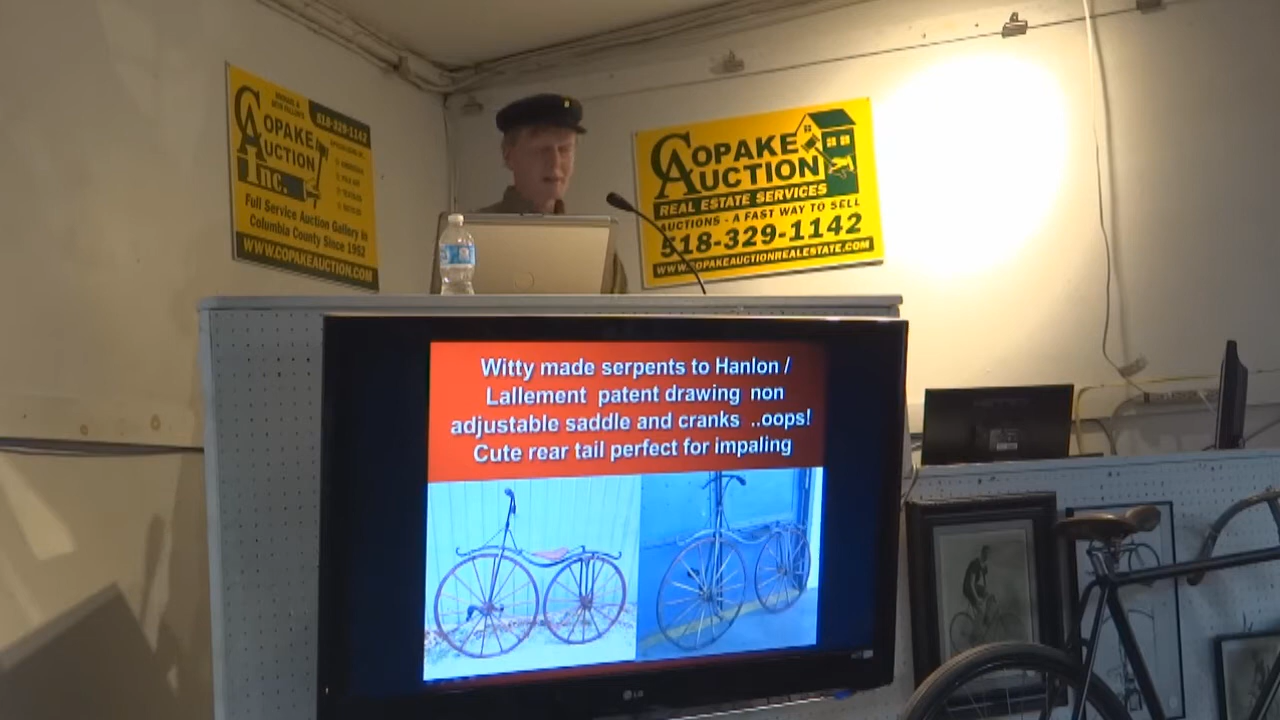 COPAKE
AUCTION
Inc.
518-329-1142
Full Service Auction Gallery in
Columbia County Since 1962
WWW.COPAKEAUCTION.COM
COPAKE
AUCTION
REAL ESTATE SERVICES
AUCTIONS - A FAST WAY TO SELL
518-329-1142
WWW.COPAKEAUCTIONREALESTATE.COM
Witty made serpents to Hanlon /
Lallement patent drawing non
adjustable saddle and cranks ..oops!
Cute rear tail perfect for impaling
LG